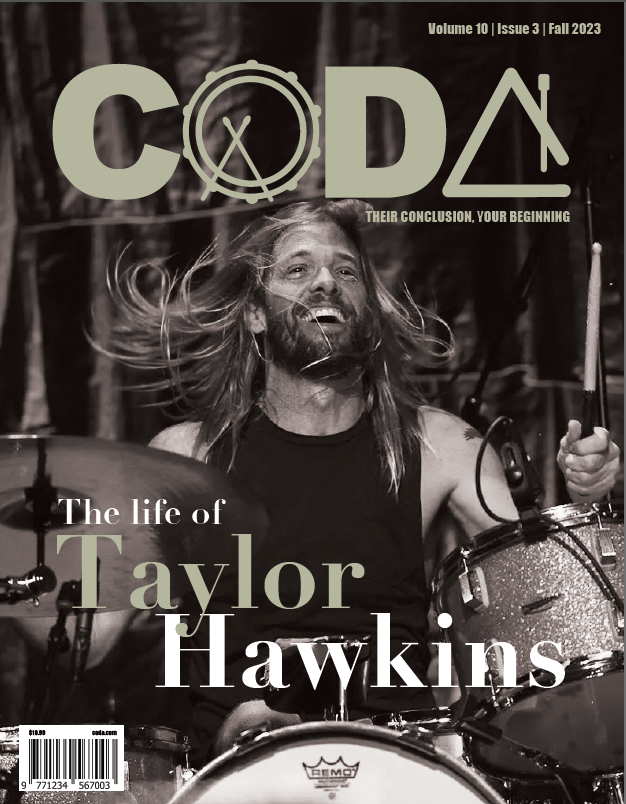 Volume 10 | Issue 3 | Fall 2023
CODA
THEIR CONCLUSION, YOUR BEGINNING
The life of
Taylor
Hawkins
$19.99 coda.com
9 771234 567003
REMO